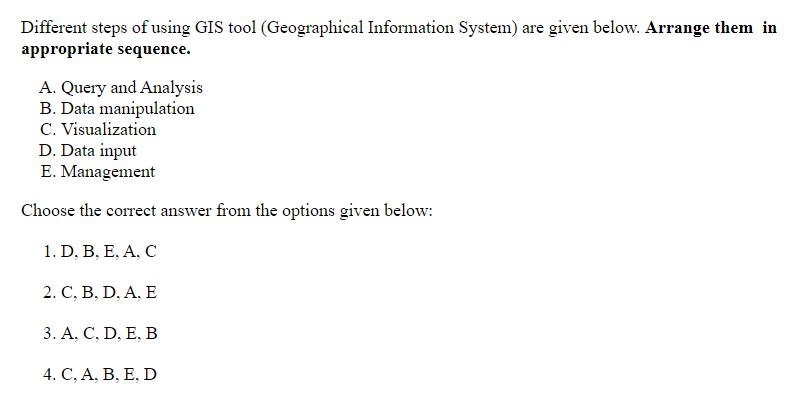 Different steps of using GIS tool (Geographical Information System) are given below. Arrange them in
appropriate sequence.
A. Query and Analysis
B. Data manipulation
C. Visualization
D. Data input
E. Management
Choose the correct answer from the options given below:
1. D, B, E, A, C
2. C, B, D, A, E
3. A, C, D, E, B
4. C, A, B, E, D